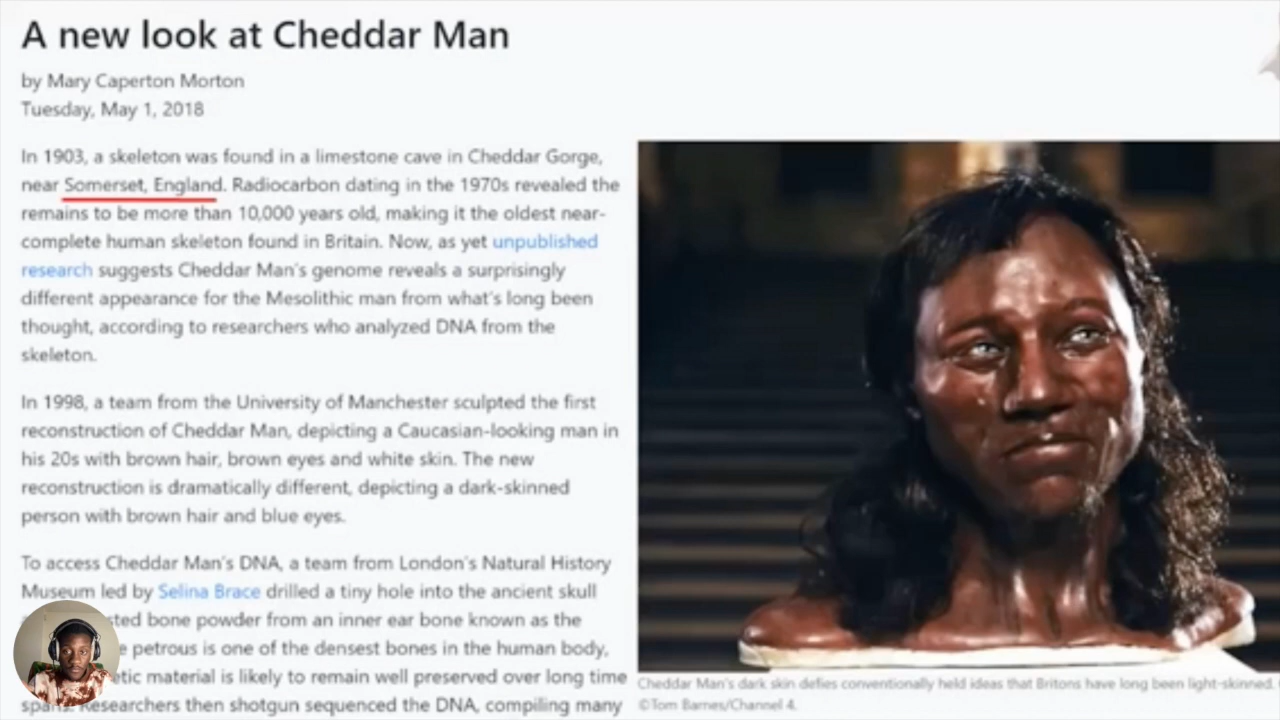 A new look at Cheddar Man
by Mary Caperton Morton
Tuesday, May 1, 2018
In 1903, a skeleton was found in a limestone cave in Cheddar Gorge,
near Somerset, England. Radiocarbon dating in the 1970s revealed the
remains to be more than 10,000 years old, making it the oldest near-
complete human skeleton found in Britain. Now, as yet unpublished
research suggests Cheddar Man's genome reveals a surprisingly
different appearance for the Mesolithic man from what's long been
thought, according to researchers who analyzed DNA from the
skeleton.
In 1998, a team from the University of Manchester sculpted the first
reconstruction of Cheddar Man, depicting a Caucasian-looking man in
his 20s with brown hair, brown eyes and white skin. The new
reconstruction is dramatically different, depicting a dark-skinned
person with brown hair and blue eyes.
To access Cheddar Man's DNA, a team from London's Natural History
Museum led by Selina Brace drilled a tiny hole into the ancient skull
bone powder from an inner ear bone known as the
petrous is one of the densest bones in the human body,
material is likely to remain well preserved over long time
Researchers then shotgun sequenced the DNA, compiling many
Cheddar Man's dark skin defies conventionally held ideas that Britons have long been light-skinned.
©Tom Barnes/Channel 4.